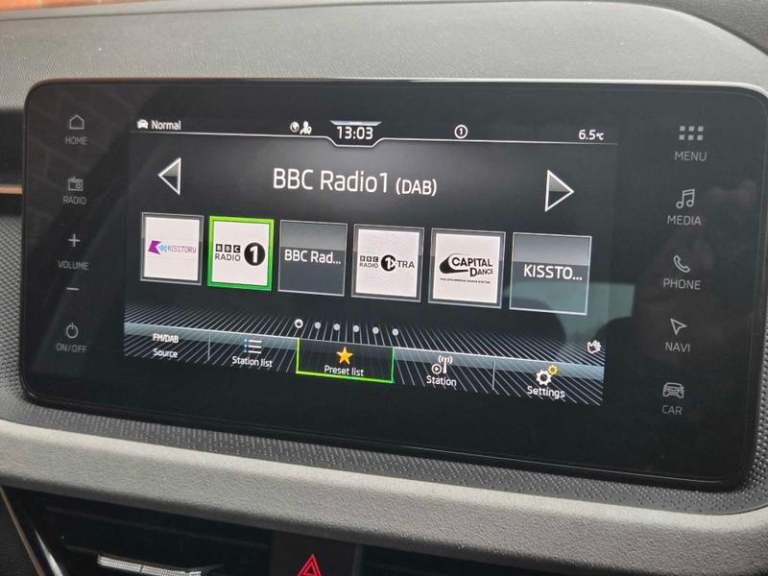 Normal
13:03
1
6.5°C
BBC Radio1 (DAB)
KISSTORY
BBC RADIO 1
BBC Rad...
BBC RADIO 1XTRA
CAPITAL DANCE
KISSTO...
FM/DAB
Source
Station list
Preset list
Station
Settings
HOME
RADIO
+
VOLUME
–
ON/OFF
MENU
MEDIA
PHONE
NAVI
CAR